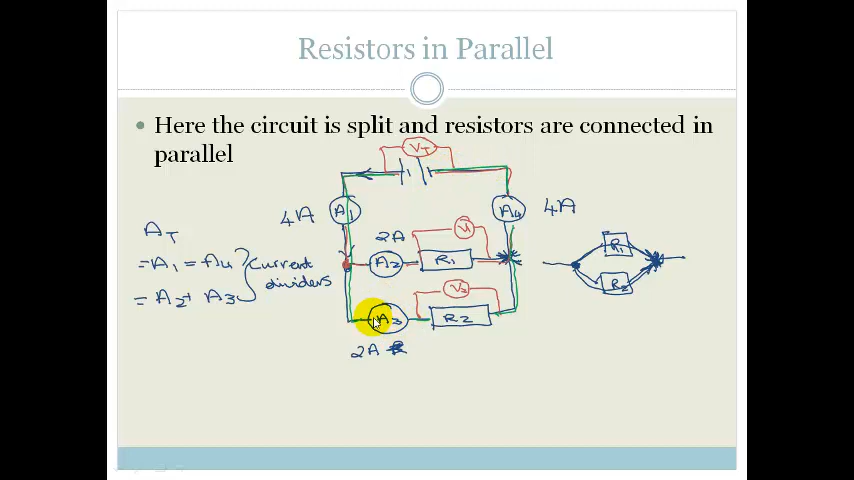 Resistors in Parallel
Here the circuit is split and resistors are connected in
parallel
VT
4A
A1
A4
4A
AT
2A
V1
= A1 = A4
Current
dividers
A2
R1
R1
= A2 + A3
V2
R2
A3
R2
2A